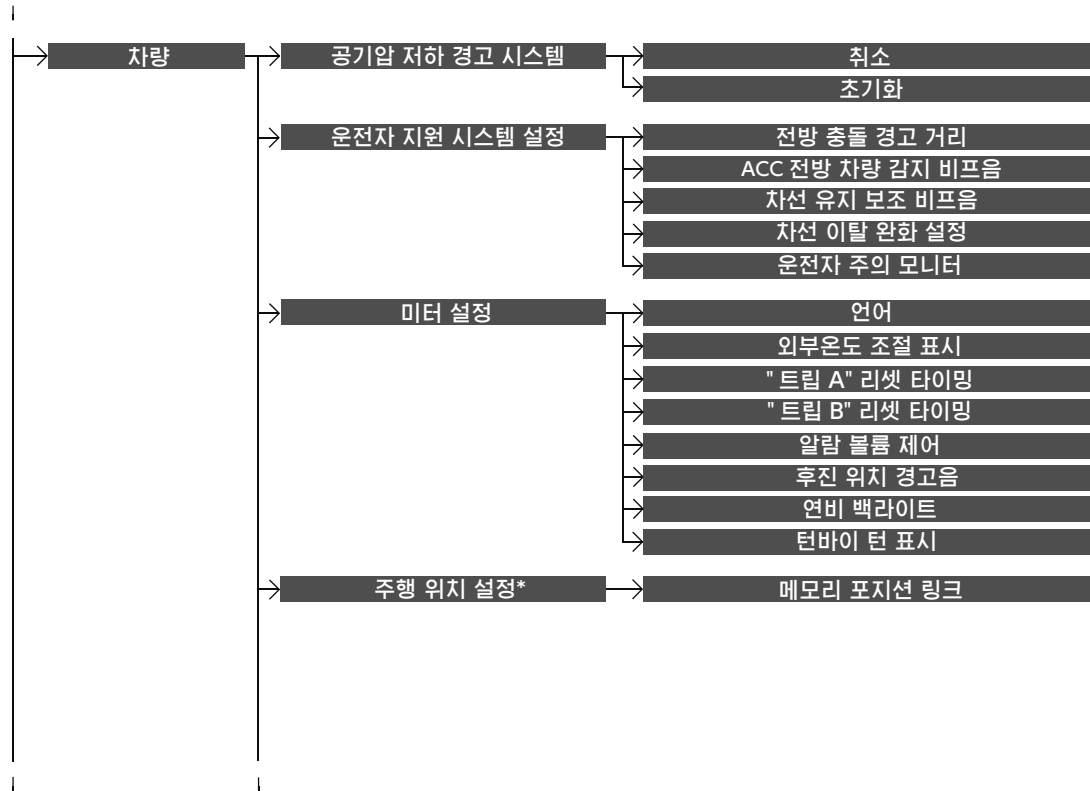 차량
공기압 저하 경고 시스템
취소
초기화
운전자 지원 시스템 설정
전방 충돌 경고 거리
ACC 전방 차량 감지 비프음
차선 유지 보조 비프음
차선 이탈 완화 설정
운전자 주의 모니터
미터 설정
언어
외부온도 조절 표시
" 트립 A" 리셋 타이밍
" 트립 B" 리셋 타이밍
알람 볼륨 제어
후진 위치 경고음
연비 백라이트
턴바이 턴 표시
주행 위치 설정*
메모리 포지션 링크